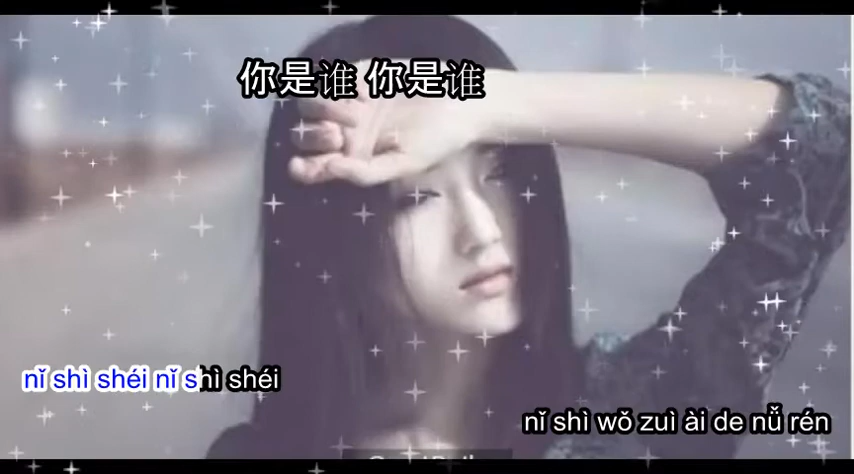 你是谁 你是谁
nǐ shì shéi nǐ shì shéi
nǐ shì wǒ zuì ài de nǚ rén